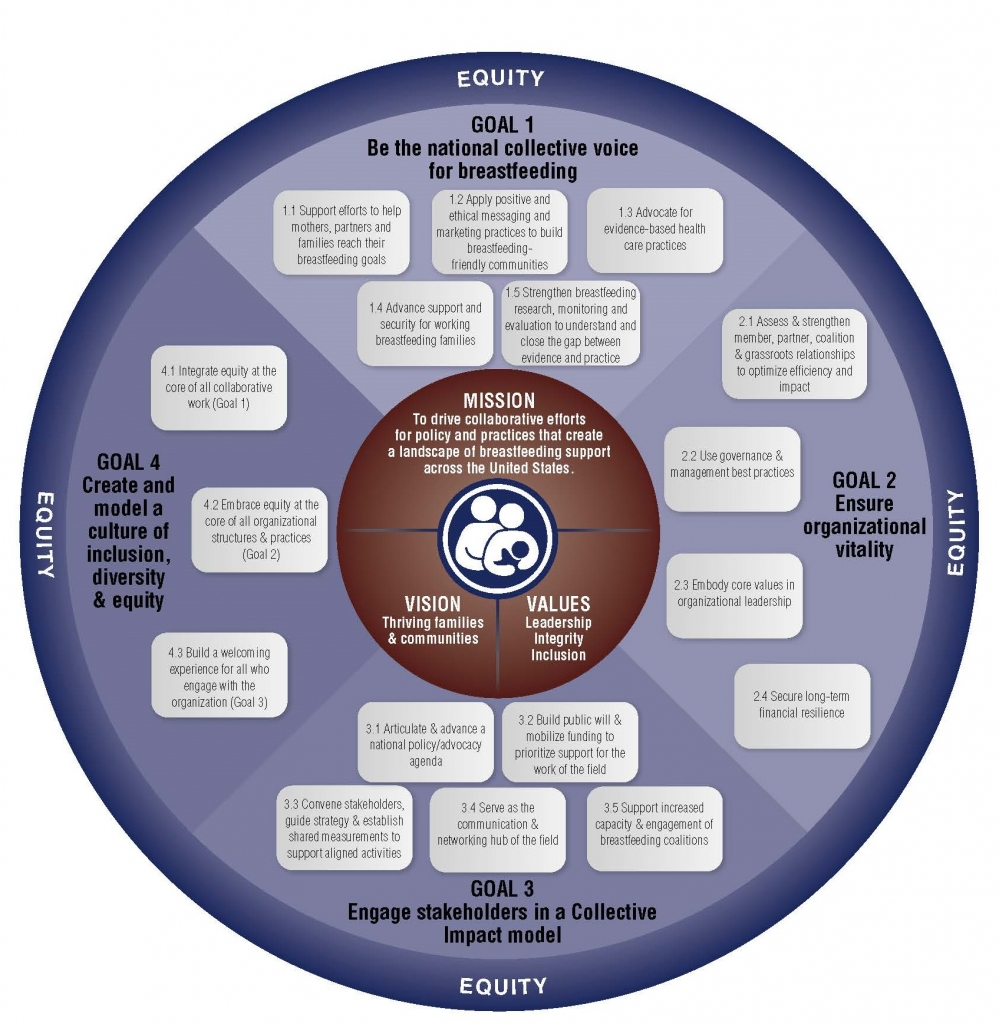 EQUITY
GOAL 1
Be the national collective voice
for breastfeeding
1.1 Support efforts to help
mothers, partners and
families reach their
breastfeeding goals
1.2 Apply positive and
ethical messaging and
marketing practices to build
breastfeeding-
friendly communities
1.3 Advocate for
evidence-based health
care practices
1.4 Advance support and
security for working
breastfeeding families
1.5 Strengthen breastfeeding
research, monitoring and
evaluation to understand and
close the gap between
evidence and practice
EQUITY
GOAL 2
Ensure
organizational
vitality
2.1 Assess & strengthen
member, partner, coalition
& grassroots relationships
to optimize efficiency and
impact
2.2 Use governance &
management best practices
2.3 Embody core values in
organizational leadership
2.4 Secure long-term
financial resilience
MISSION
To drive collaborative efforts
for policy and practices that create
a landscape of breastfeeding support
across the United States.
VISION
Thriving families
& communities
VALUES
Leadership
Integrity
Inclusion
EQUITY
GOAL 4
Create and
model a
culture of
inclusion,
diversity
& equity
4.1 Integrate equity at the
core of all collaborative
work (Goal 1)
4.2 Embrace equity at the
core of all organizational
structures & practices
(Goal 2)
4.3 Build a welcoming
experience for all who
engage with the
organization (Goal 3)
3.1 Articulate & advance a
national policy/advocacy
agenda
3.2 Build public will &
mobilize funding to
prioritize support for the
work of the field
3.3 Convene stakeholders,
guide strategy & establish
shared measurements to
support aligned activities
3.4 Serve as the
communication &
networking hub of the field
3.5 Support increased
capacity & engagement of
breastfeeding coalitions
GOAL 3
Engage stakeholders in a Collective
Impact model
EQUITY